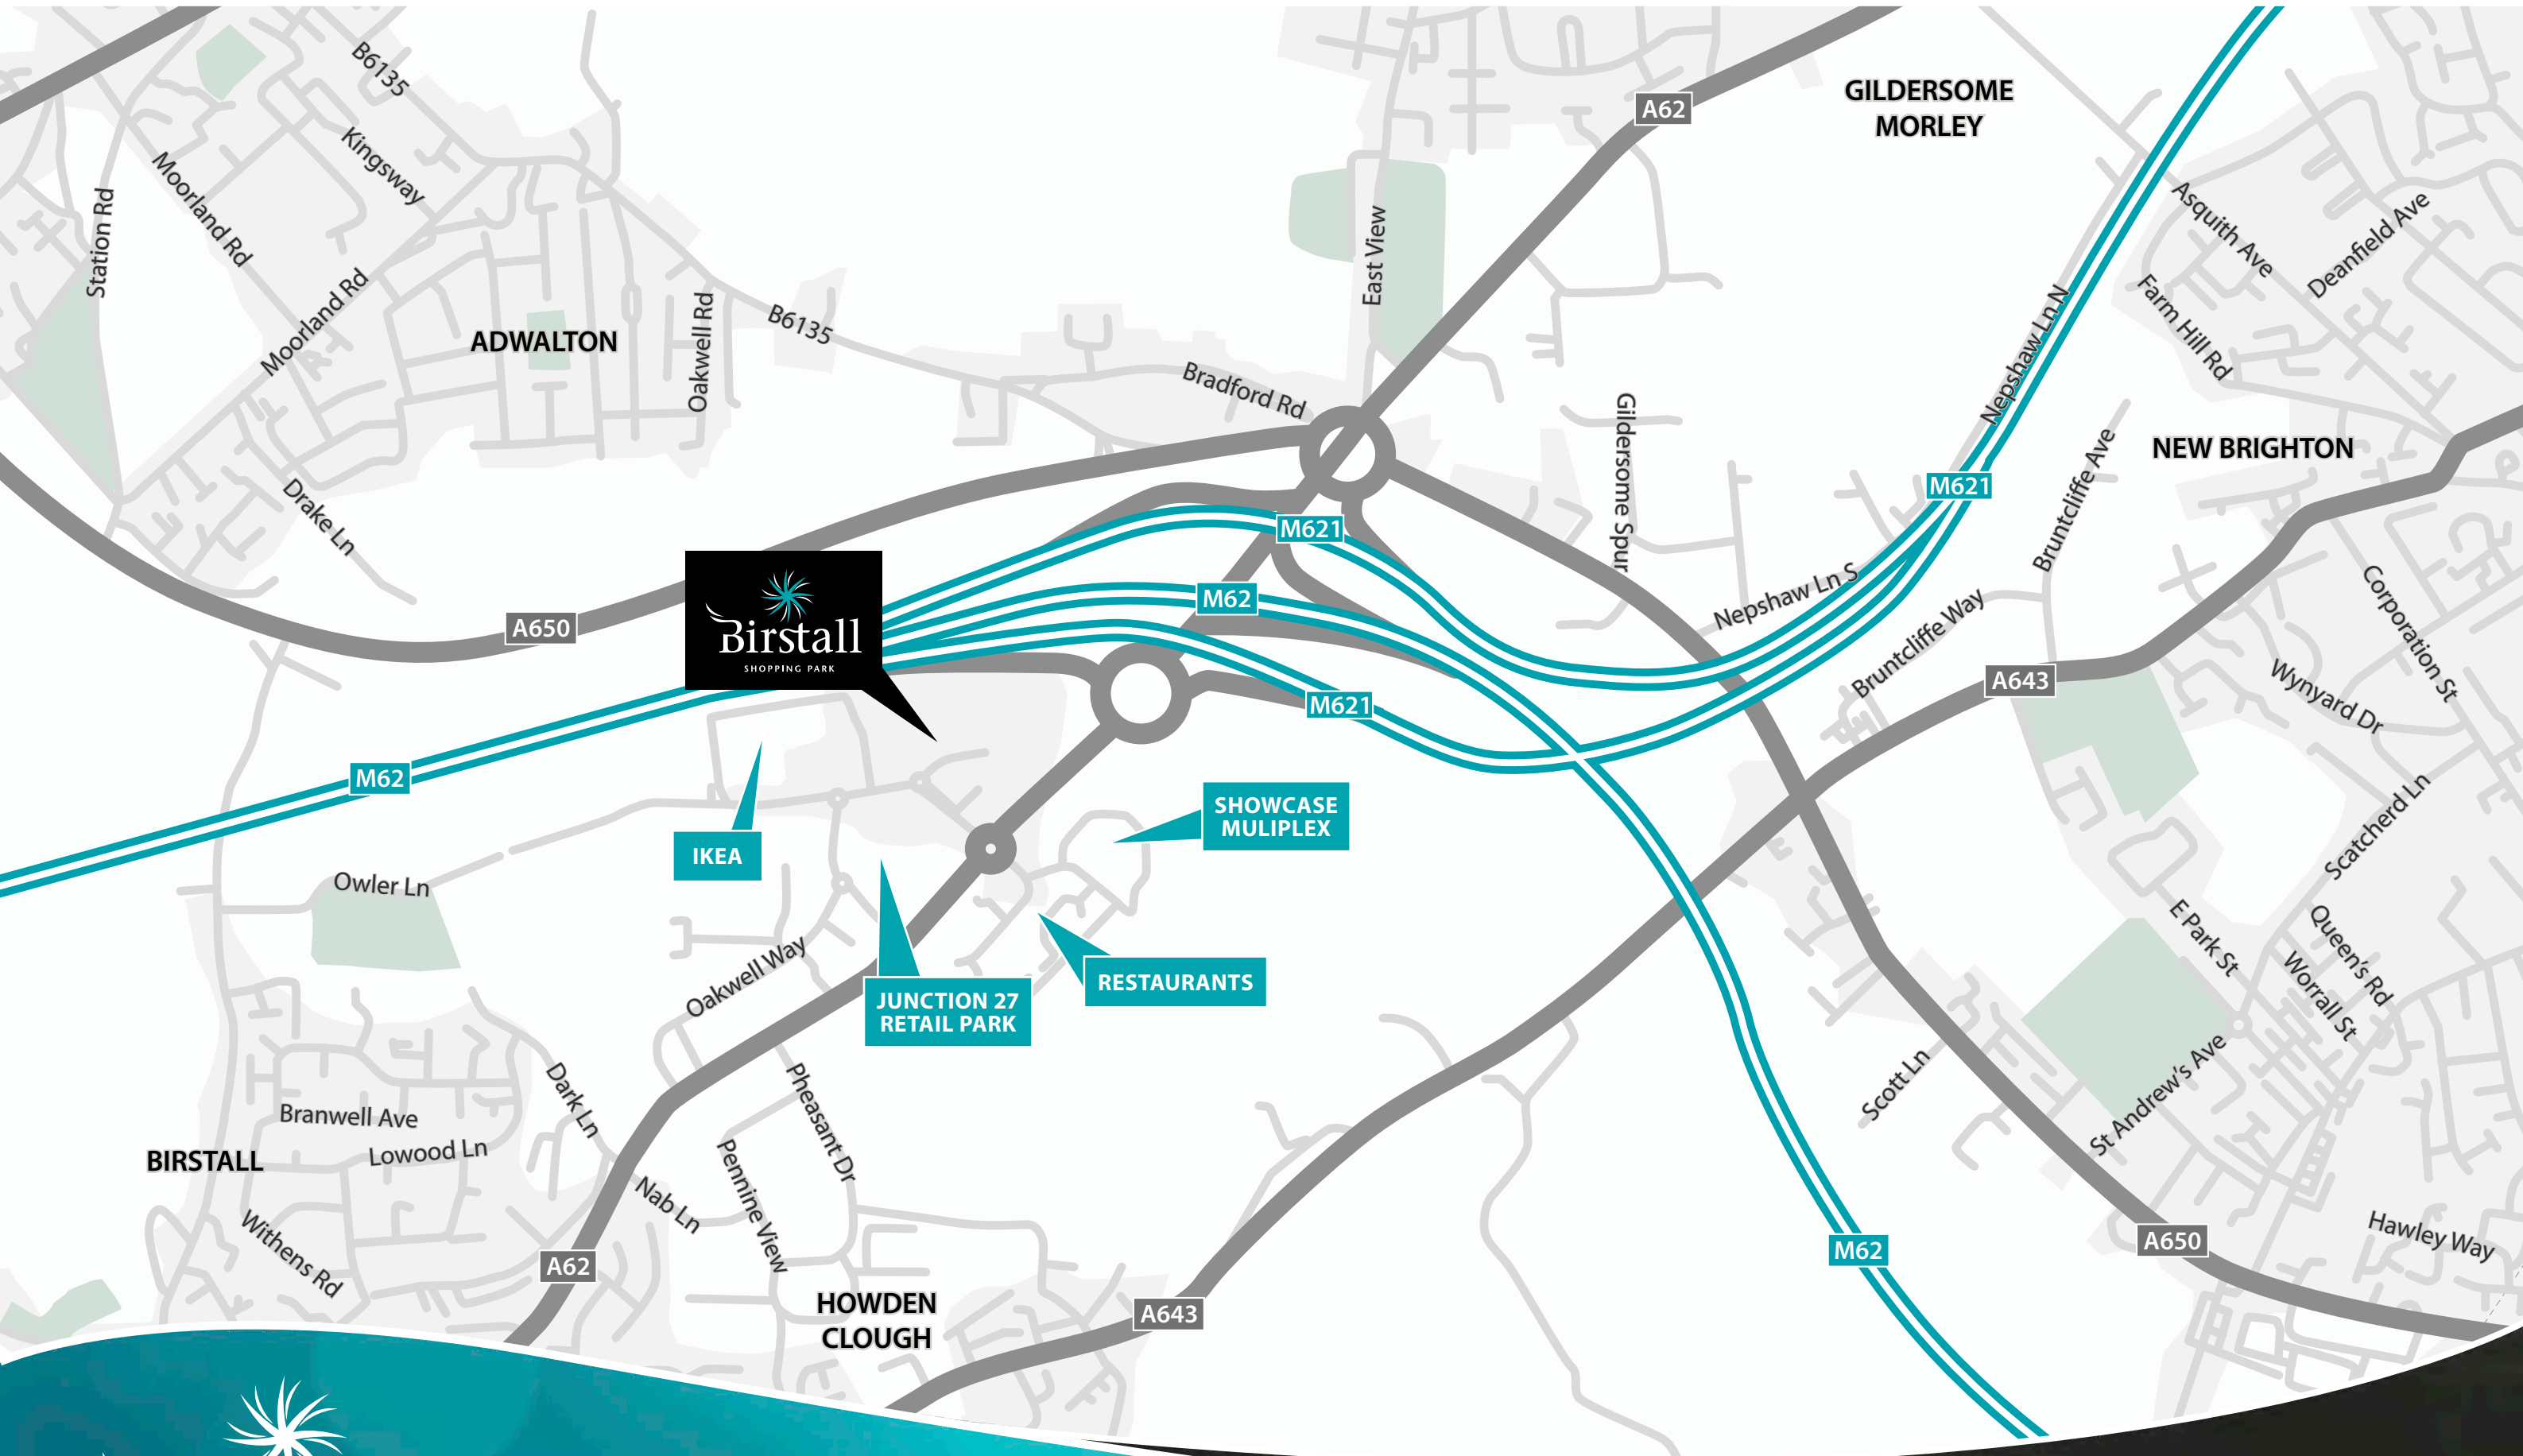 B6135
Kingsway
Moorland Rd
Station Rd
Moorland Rd
ADWALTON
Oakwell Rd
B6135
Drake Ln
East View
Bradford Rd
A62
GILDERSOME
MORLEY
Asquith Ave
Deanfield Ave
Farm Hill Rd
Nepshaw Ln N
NEW BRIGHTON
Gildersome Spur
M621
Bruntcliffe Ave
M621
M62
Nepshaw Ln S
Bruntcliffe Way
Corporation St
A650
Birstall
SHOPPING PARK
M621
A643
Wynyard Dr
M62
SHOWCASE
MULIPLEX
IKEA
Scatcherd Ln
Owler Ln
Oakwell Way
RESTAURANTS
JUNCTION 27
RETAIL PARK
E Park St
Queen's Rd
Worrall St
Scott Ln
St Andrew's Ave
Dark Ln
Pheasant Dr
Branwell Ave
Lowood Ln
BIRSTALL
Pennine View
Nab Ln
Withens Rd
A62
M62
A650
Hawley Way
HOWDEN
CLOUGH
A643